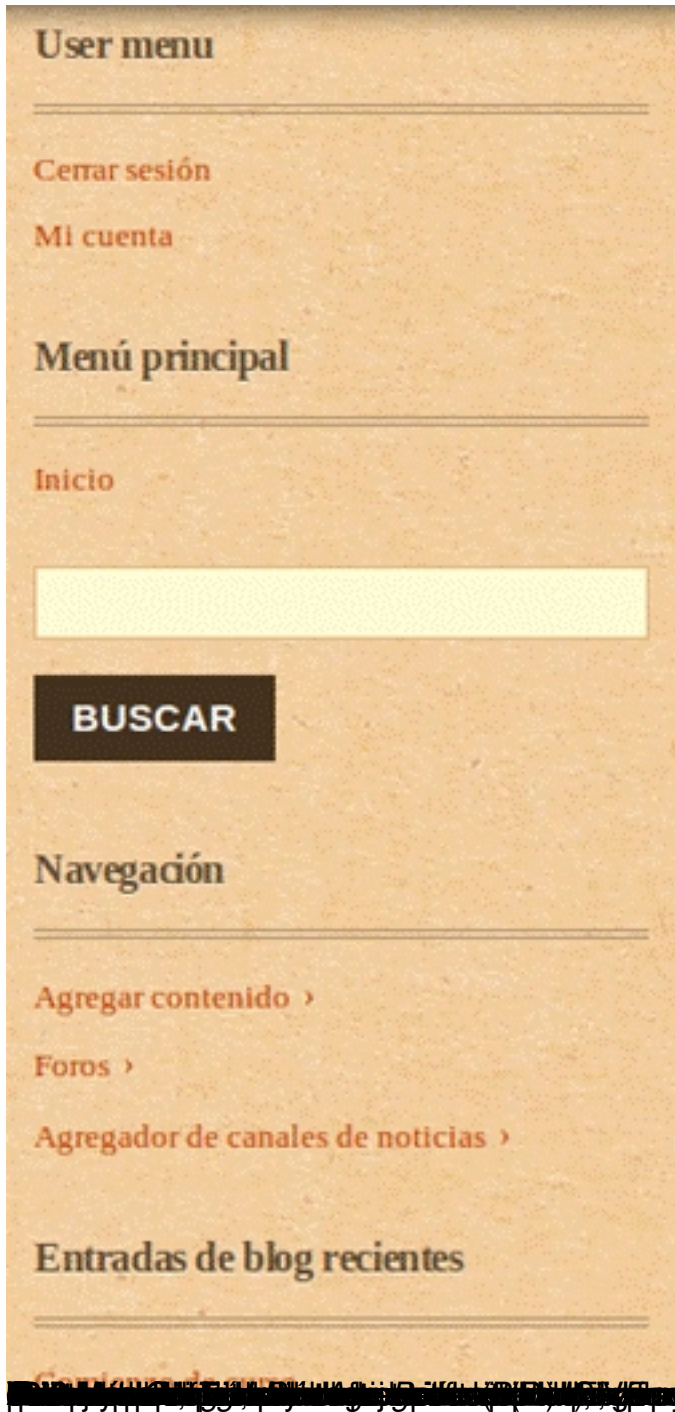 User menu
Cerrar sesión
Mi cuenta
Menú principal
Inicio
BUSCAR
Navegación
Agregar contenido ›
Foros ›
Agregador de canales de noticias ›
Entradas de blog recientes